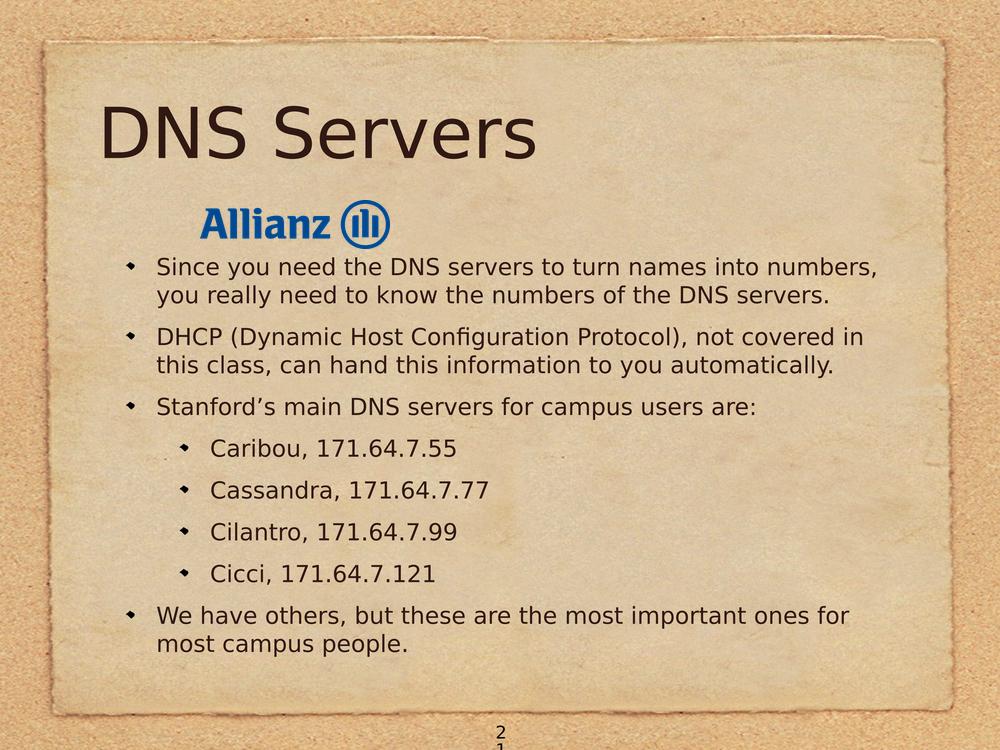 DNS Servers
Allianz
Since you need the DNS servers to turn names into numbers,
you really need to know the numbers of the DNS servers.
DHCP (Dynamic Host Configuration Protocol), not covered in
this class, can hand this information to you automatically.
Stanford’s main DNS servers for campus users are:
Caribou, 171.64.7.55
Cassandra, 171.64.7.77
Cilantro, 171.64.7.99
Cicci, 171.64.7.121
We have others, but these are the most important ones for
most campus people.
2
1